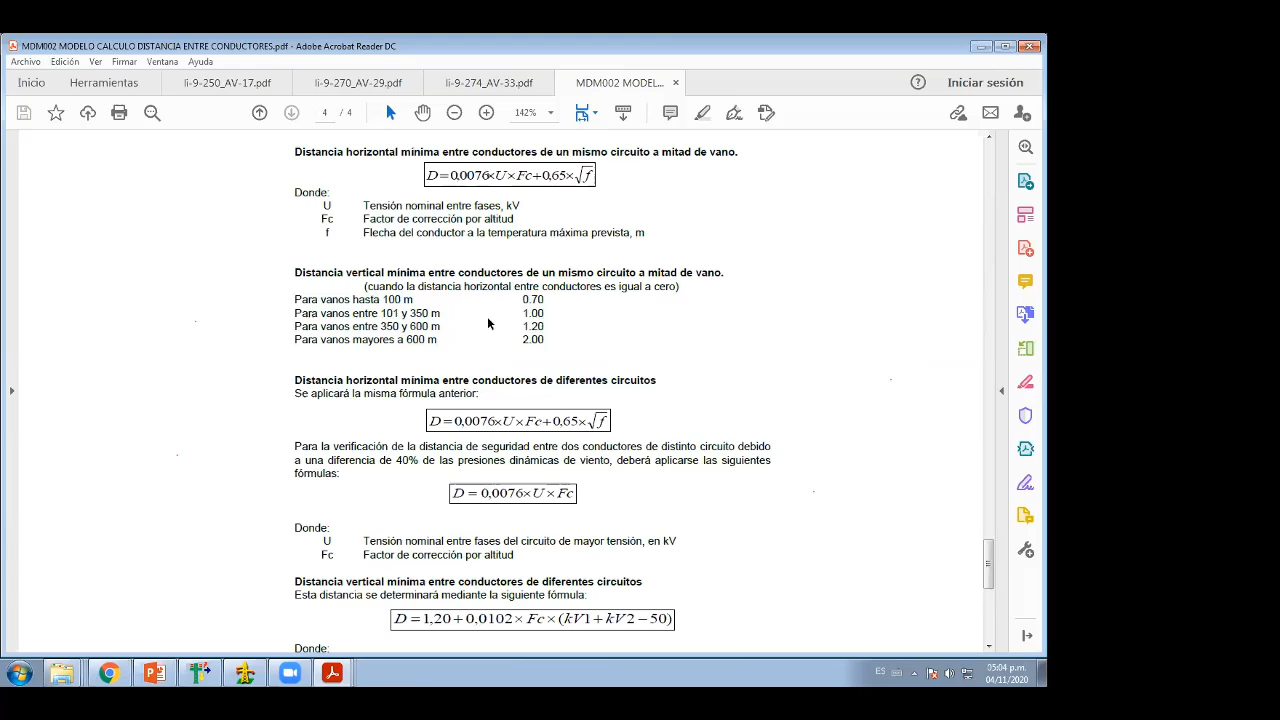 MDM002 MODELO CALCULO DISTANCIA ENTRE CONDUCTORES.pdf - Adobe Acrobat Reader DC
Archivo Edición Ver Firmar Ventana Ayuda
Inicio Herramientas li-9-250_AV-17.pdf li-9-270_AV-29.pdf li-9-274_AV-33.pdf MDM002 MODEL... × ? Iniciar sesión
4 / 4 142%
Distancia horizontal mínima entre conductores de un mismo circuito a mitad de vano.
D=0,0076×U×Fc+0,65×√f
Donde:
U Tensión nominal entre fases, kV
Fc Factor de corrección por altitud
f Flecha del conductor a la temperatura máxima prevista, m
Distancia vertical mínima entre conductores de un mismo circuito a mitad de vano.
(cuando la distancia horizontal entre conductores es igual a cero)
Para vanos hasta 100 m 0.70
Para vanos entre 101 y 350 m 1.00
Para vanos entre 350 y 600 m 1.20
Para vanos mayores a 600 m 2.00
Distancia horizontal mínima entre conductores de diferentes circuitos
Se aplicará la misma fórmula anterior:
D=0,0076×U×Fc+0,65×√f
Para la verificación de la distancia de seguridad entre dos conductores de distinto circuito debido
a una diferencia de 40% de las presiones dinámicas de viento, deberá aplicarse las siguientes
fórmulas:
D = 0,0076×U×Fc
Donde:
U Tensión nominal entre fases del circuito de mayor tensión, en kV
Fc Factor de corrección por altitud
Distancia vertical mínima entre conductores de diferentes circuitos
Esta distancia se determinará mediante la siguiente fórmula:
D = 1,20 + 0,0102 × Fc × (kV1 + kV2 − 50)
Donde:
ES 05:04 p.m.
04/11/2020